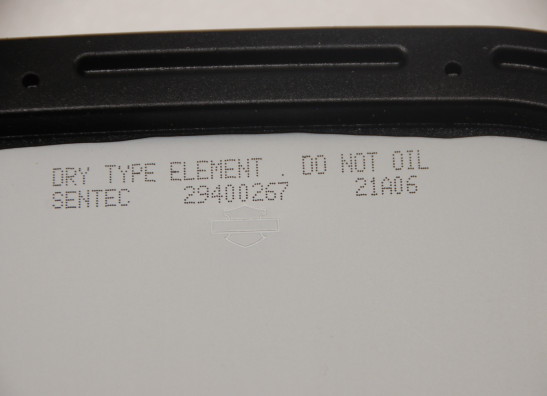 DRY TYPE ELEMENT . DO NOT OIL
SENTEC 29400267 21A06